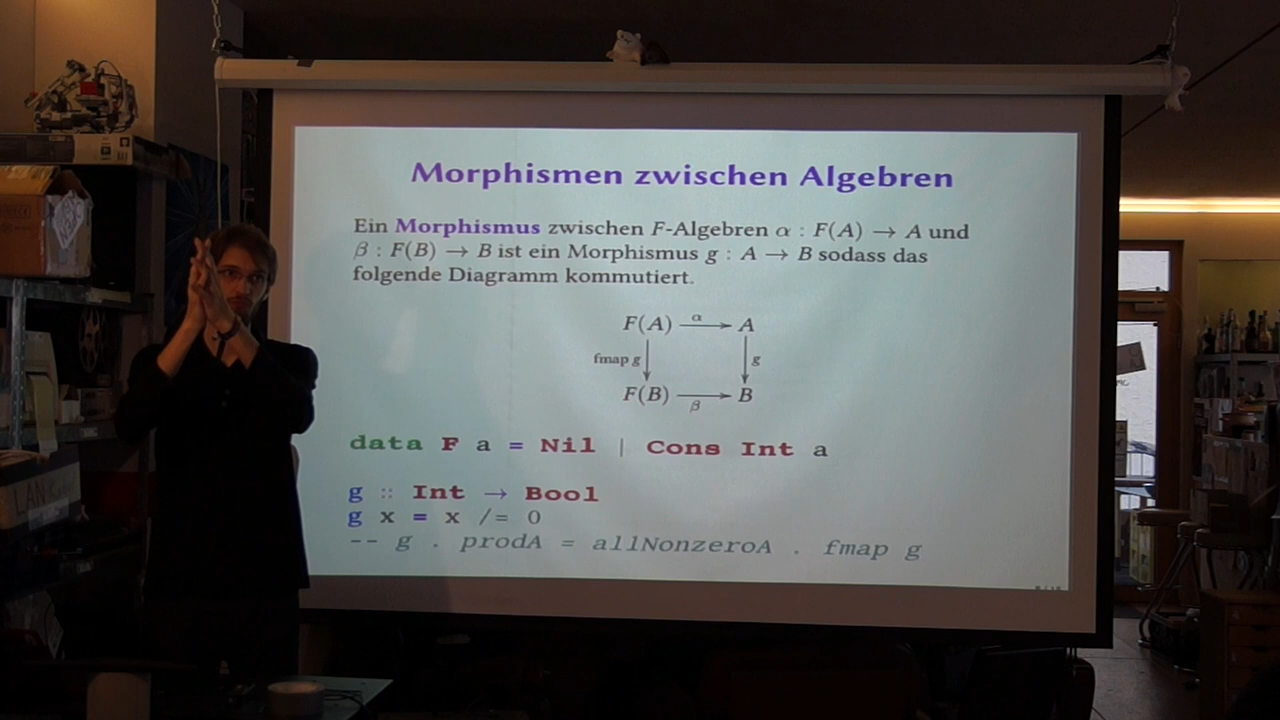 Morphismen zwischen Algebren
Ein Morphismus zwischen F-Algebren α : F(A) → A und
β : F(B) → B ist ein Morphismus g : A → B sodass das
folgende Diagramm kommutiert.
F(A) α A
fmap g g
F(B) β B
data F a = Nil | Cons Int a
g :: Int → Bool
g x = x /= 0
-- g . prodA = allNonzeroA . fmap g